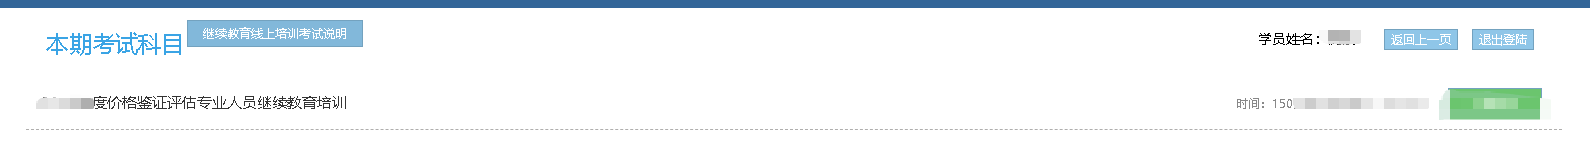 本期考试科目 继续教育线上培训考试说明 学员姓名： 返回上一页 退出登陆
度价格鉴证评估专业人员继续教育培训 时间：150